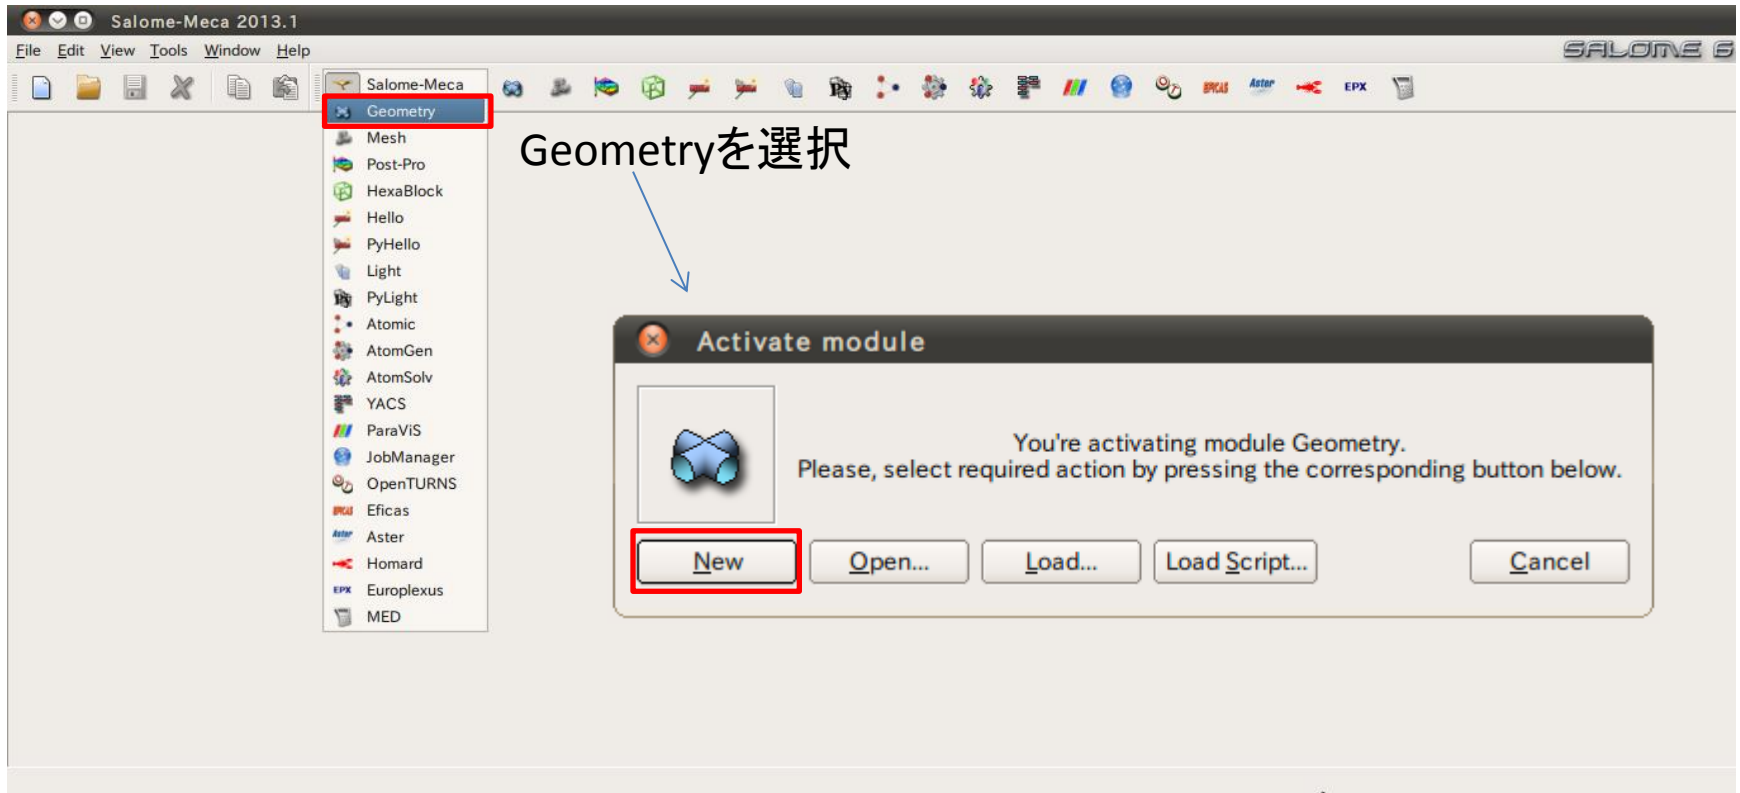 Salome-Meca 2013.1
File Edit View Tools Window Help
SALOME 6
Salome-Meca
EFICAS Aster EPX
Geometry
Mesh
Post-Pro
HexaBlock
Hello
PyHello
Light
PyLight
Atomic
AtomGen
AtomSolv
YACS
ParaViS
JobManager
OpenTURNS
Eficas
Aster
Homard
EPX Europlexus
MED
Geometryを選択
Activate module
You're activating module Geometry.
Please, select required action by pressing the corresponding button below.
New Open... Load... Load Script... Cancel